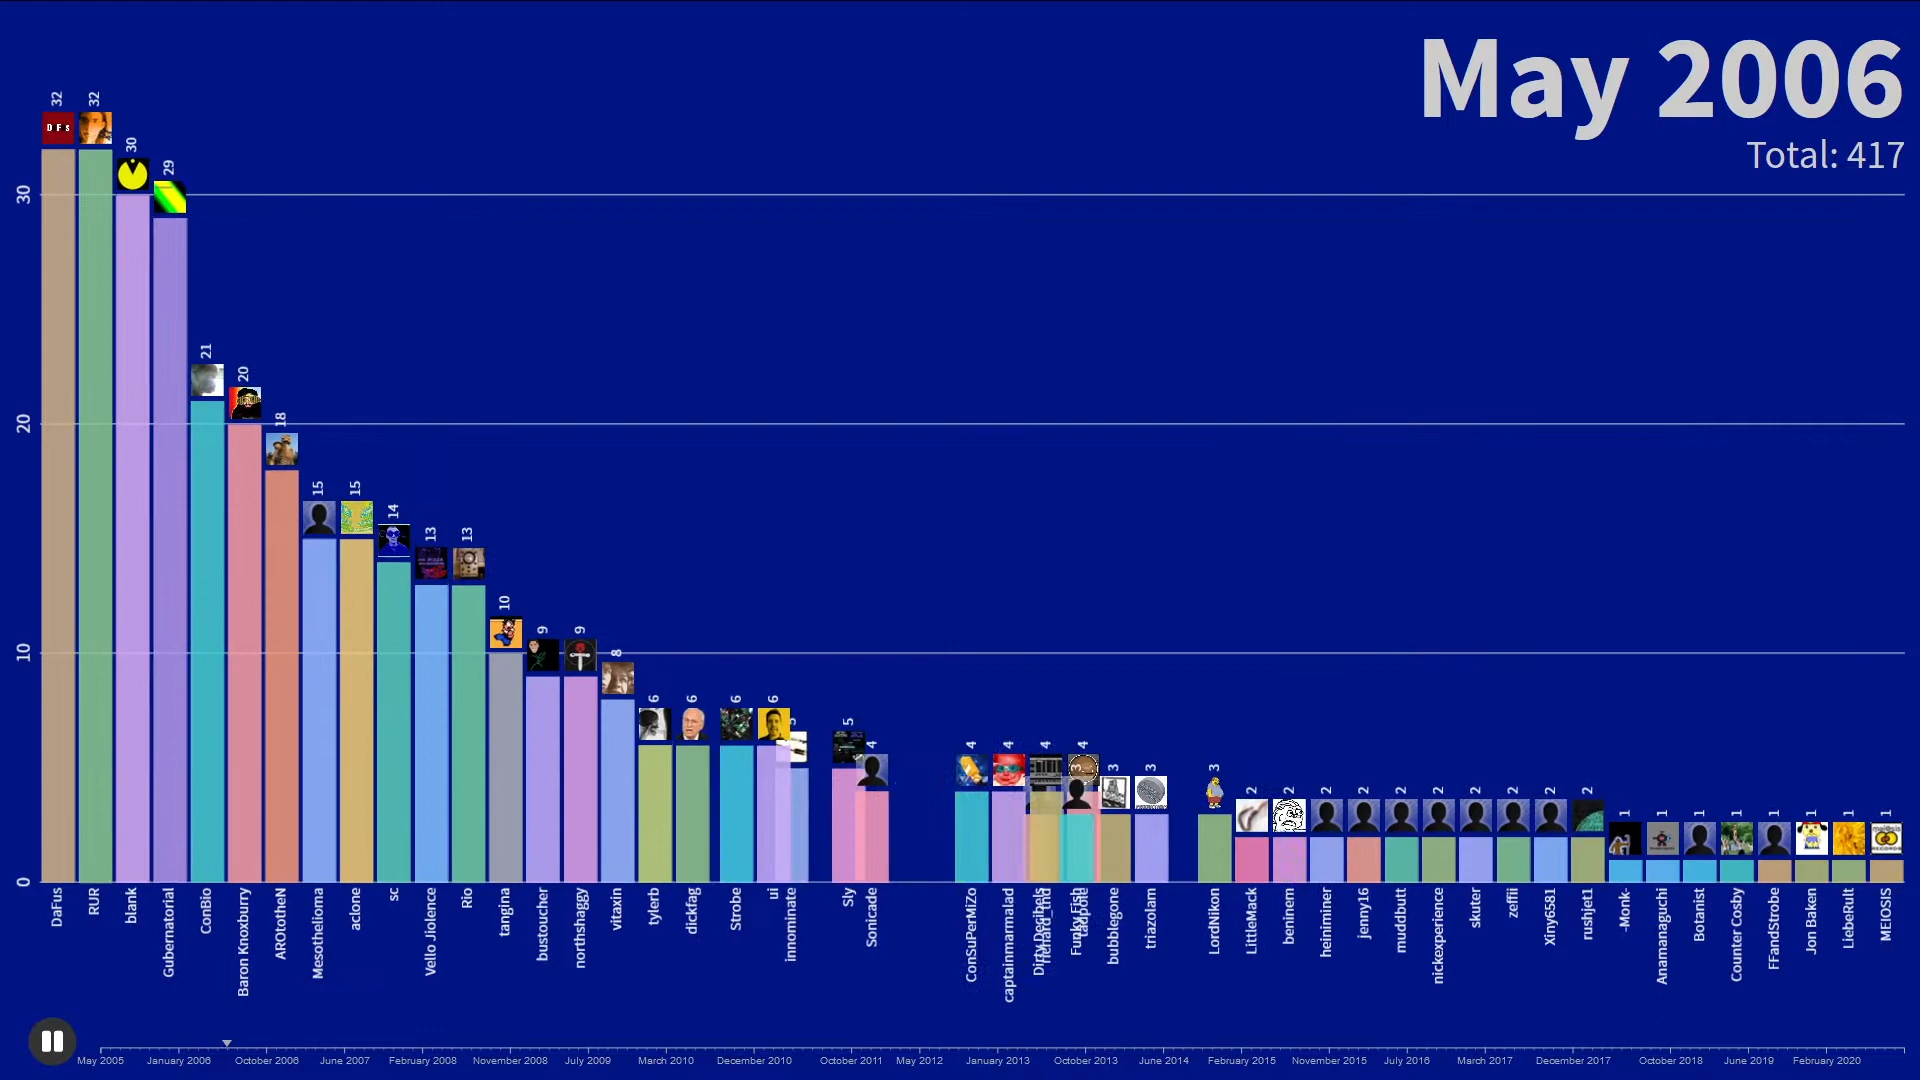 May 2006
Total: 417
32
32
30
29
21
20
18
15
15
14
13
13
10
9
9
8
6
6
6
6
5
5
4
4
4
4
4
3
3
3
3
2
2
2
2
2
2
2
2
2
2
1
1
1
1
1
1
1
1
DFs
30
20
10
0
DaFus
RUR
blank
Gubernatorial
ConBio
Baron Knoxburry
AROtotheN
Mesothelioma
aclone
sc
Vello Jiolence
Rio
tangina
bustoucher
northshaggy
vitaxin
tylerb
dickfag
Strobe
ui
innominate
Sly
Sonicade
ConSuPerMiZo
captainmarmalad
Funky Fish
bubblegone
triazolam
LordNikon
LittleMack
beninem
heiniminer
jenny16
muddbutt
nickexperience
skuter
zeffii
Xiny6581
rushjet1
-Monk-
Anamanaguchi
Botanist
Counter Cosby
FFandStrobe
Jon Baken
LiebeRult
MEIOSIS
May 2005
January 2006
October 2006
June 2007
February 2008
November 2008
July 2009
March 2010
December 2010
October 2011
May 2012
January 2013
October 2013
June 2014
February 2015
November 2015
July 2016
March 2017
December 2017
October 2018
June 2019
February 2020